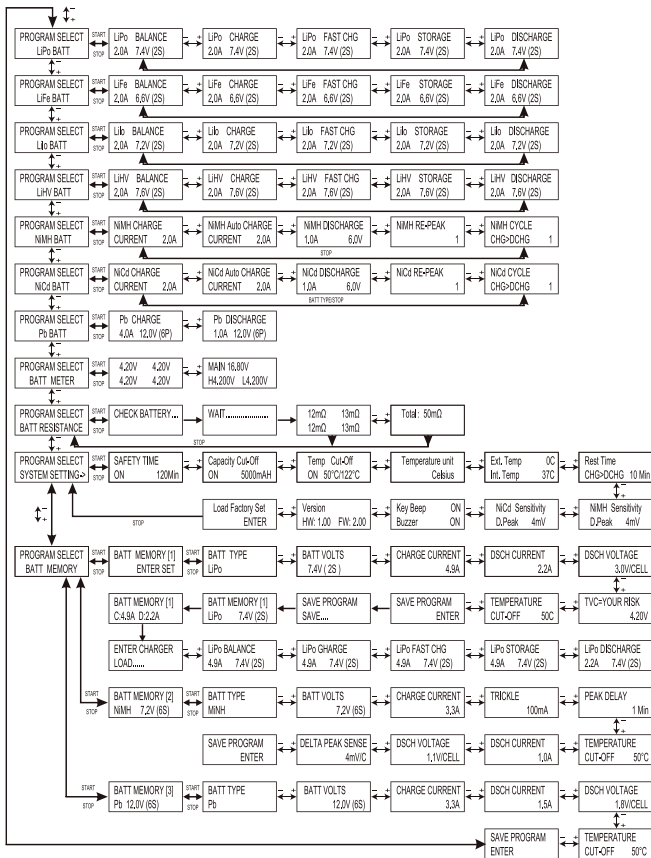 PROGRAM SELECT
LiPo BATT
START
STOP
LiPo BALANCE
2.0A 7.4V (2S)
LiPo CHARGE
2.0A 7.4V (2S)
LiPo FAST CHG
2.0A 7.4V (2S)
LiPo STORAGE
2.0A 7.4V (2S)
LiPo DISCHARGE
2.0A 7.4V (2S)
PROGRAM SELECT
LiFe BATT
START
STOP
LiFe BALANCE
2,0A 6,6V (2S)
LiFe CHARGE
2,0A 6,6V (2S)
LiFe FAST CHG
2,0A 6,6V (2S)
LiFe STORAGE
2,0A 6,6V (2S)
LiFe DISCHARGE
2,0A 6,6V (2S)
PROGRAM SELECT
LiIo BATT
START
STOP
LiIo BALANCE
2,0A 7,2V (2S)
LiIo CHARGE
2,0A 7,2V (2S)
LiIo FAST CHG
2,0A 7,2V (2S)
LiIo STORAGE
2,0A 7,2V (2S)
LiIo DISCHARGE
2,0A 7,2V (2S)
PROGRAM SELECT
LiHV BATT
START
STOP
LiHV BALANCE
2,0A 7,6V (2S)
LiHV CHARGE
2,0A 7,6V (2S)
LiHV FAST CHG
2,0A 7,6V (2S)
LiHV STORAGE
2,0A 7,6V (2S)
LiHV DISCHARGE
2,0A 7,6V (2S)
PROGRAM SELECT
NiMH BATT
START
STOP
NiMH CHARGE
CURRENT 2,0A
NiMH Auto CHARGE
CURRENT 2,0A
NiMH DISCHARGE
1,0A 6,0V
NiMH RE-PEAK
1
NiMH CYCLE
CHG>DCHG 1
STOP
PROGRAM SELECT
NiCd BATT
START
STOP
NiCd CHARGE
CURRENT 2,0A
NiCd Auto CHARGE
CURRENT 2,0A
NiCd DISCHARGE
1,0A 6,0V
NiCd RE-PEAK
1
NiCd CYCLE
CHG>DCHG 1
BATT TYPE/STOP
PROGRAM SELECT
Pb BATT
START
STOP
Pb CHARGE
4.0A 12.0V (6P)
Pb DISCHARGE
1.0A 12.0V (6P)
PROGRAM SELECT
BATT METER
START
STOP
4.20V 4.20V
4.20V 4.20V
MAIN 16.80V
H4.200V L4.200V
PROGRAM SELECT
BATT RESISTANCE
START
STOP
CHECK BATTERY....
WAIT...................
12mΩ 13mΩ
12mΩ 13mΩ
Total: 50mΩ
STOP
PROGRAM SELECT
SYSTEM SETTING->
START
STOP
SAFETY TIME
ON 120Min
Capacity Cut-Off
ON 5000mAH
Temp Cut-Off
ON 50°C/122°C
Temperature unit
Celsius
Ext. Temp 0C
Int. Temp 37C
Rest Time
CHG>DCHG 10 Min
STOP
Load Factory Set
ENTER
Version
HW: 1.00 FW: 2.00
Key Beep ON
Buzzer ON
NiCd Sensitivity
D.Peak 4mV
NiMH Sensitivity
D.Peak 4mV
PROGRAM SELECT
BATT MEMORY
START
STOP
BATT MEMORY [1]
ENTER SET
BATT TYPE
LiPo
BATT VOLTS
7.4V ( 2S )
CHARGE CURRENT
4.9A
DSCH CURRENT
2.2A
DSCH VOLTAGE
3.0V/CELL
BATT MEMORY [1]
C:4.9A D:2.2A
BATT MEMORY [1]
LiPo 7.4V (2S)
SAVE PROGRAM
SAVE....
SAVE PROGRAM
ENTER
TEMPERATURE
CUT-OFF 50C
TVC=YOUR RISK
4.20V
ENTER CHARGER
LOAD......
LiPo BALANCE
4.9A 7.4V (2S)
LiPo GHARGE
4.9A 7.4V (2S)
LiPo FAST CHG
4.9A 7.4V (2S)
LiPo STORAGE
4.9A 7.4V (2S)
LiPo DISCHARGE
2.2A 7.4V (2S)
START
STOP
BATT MEMORY [2]
NiMH 7,2V (6S)
BATT TYPE
MiNH
BATT VOLTS
7,2V (6S)
CHARGE CURRENT
3,3A
TRICKLE
100mA
PEAK DELAY
1 Min
SAVE PROGRAM
ENTER
DELTA PEAK SENSE
4mV/C
DSCH VOLTAGE
1,1V/CELL
DSCH CURRENT
1,0A
TEMPERATURE
CUT-OFF 50°C
START
STOP
BATT MEMORY [3]
Pb 12,0V (6S)
BATT TYPE
Pb
BATT VOLTS
12,0V (6S)
CHARGE CURRENT
3,3A
DSCH CURRENT
1,5A
DSCH VOLTAGE
1,8V/CELL
SAVE PROGRAM
ENTER
TEMPERATURE
CUT-OFF 50°C